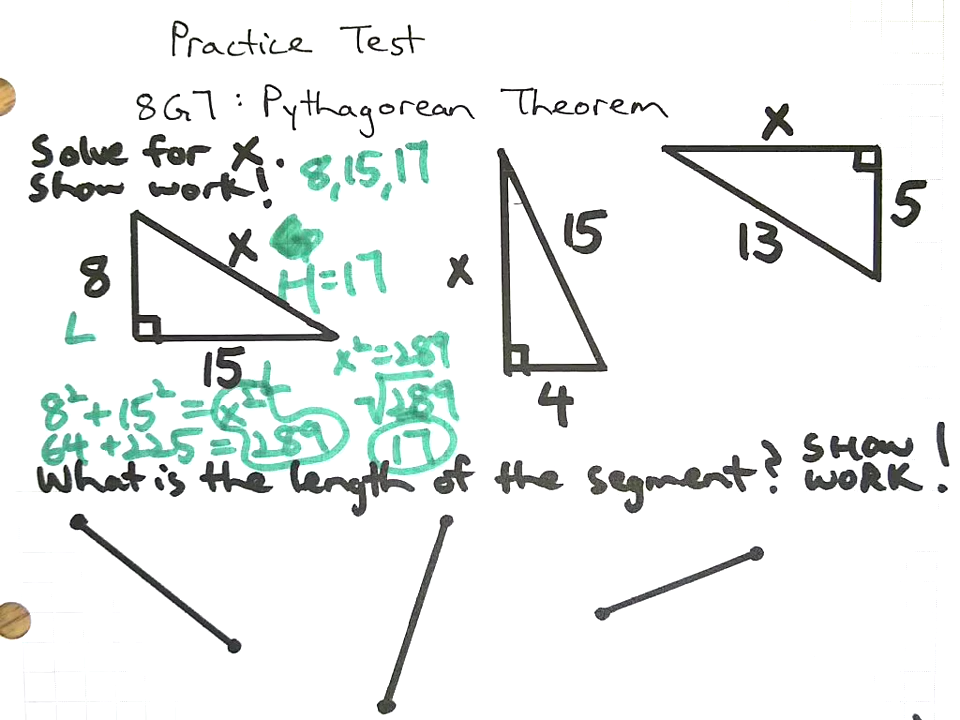 Practice Test
8G7: Pythagorean Theorem
Solve for x.
Show work!
8, 15, 17
8
x
H=17
L
15
L
8² + 15² = x²
64 + 225 = 289
x² = 289
√289
17
x
15
4
x
13
5
What is the length of the segment? SHOW WORK!